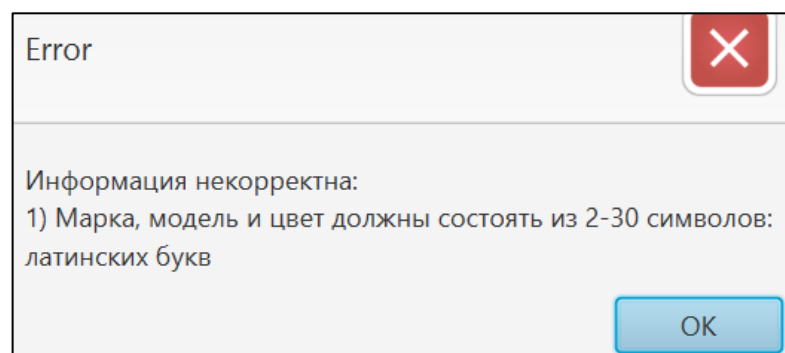 Error
Информация некорректна:
1) Марка, модель и цвет должны состоять из 2-30 символов:
латинских букв
OK